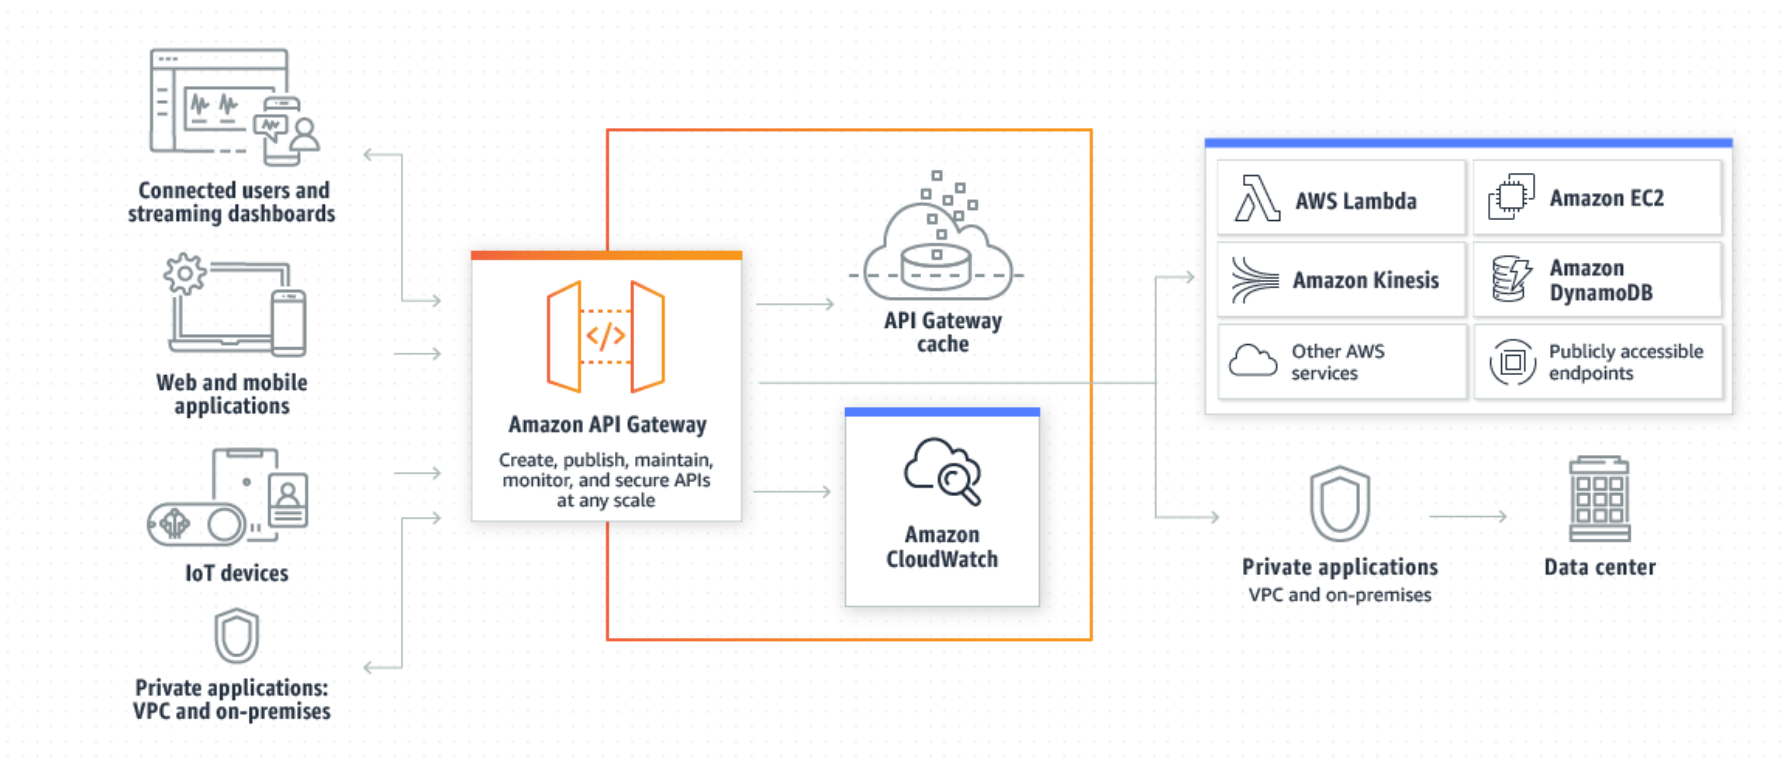 Connected users and
streaming dashboards
Web and mobile
applications
IoT devices
Private applications:
VPC and on-premises
</>
Amazon API Gateway
Create, publish, maintain,
monitor, and secure APIs
at any scale
API Gateway
cache
Amazon
CloudWatch
AWS Lambda
Amazon EC2
Amazon Kinesis
Amazon
DynamoDB
Other AWS
services
Publicly accessible
endpoints
Private applications
VPC and on-premises
Data center